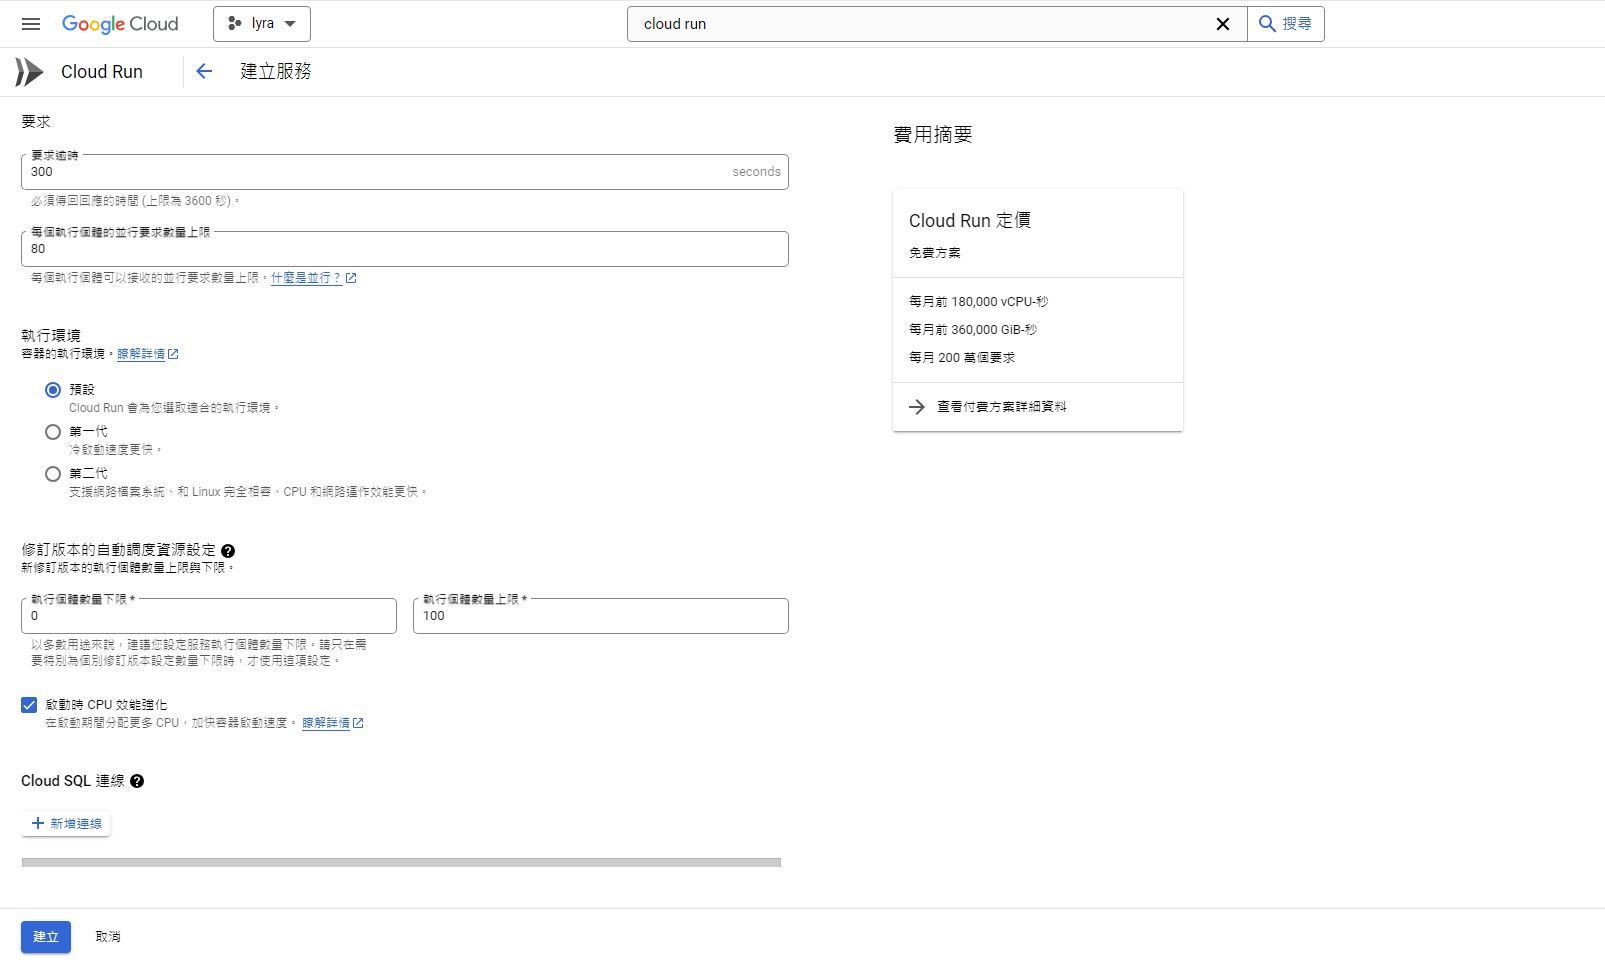 Google Cloud
lyra
cloud run
搜尋
Cloud Run
建立服務
要求
要求逾時
300
seconds
必須傳回回應的時間 (上限為 3600 秒)。
每個執行個體的並行要求數量上限
80
每個執行個體可以接收的並行要求數量上限。什麼是並行？
執行環境
容器的執行環境。瞭解詳情
預設
Cloud Run 會為您選取適合的執行環境。
第一代
冷啟動速度更快。
第二代
支援網路檔案系統、和 Linux 完全相容、CPU 和網路運作效能更快。
修訂版本的自動調度資源設定
新修訂版本的執行個體數量上限與下限。
執行個體數量下限 *
0
執行個體數量上限 *
100
以多數用途來說，建議您設定服務執行個體數量下限。請只在需
要特別為個別修訂版本設定數量下限時，才使用這項設定。
啟動時 CPU 效能強化
在啟動期間分配更多 CPU，加快容器啟動速度。 瞭解詳情
Cloud SQL 連線
新增連線
建立
取消
費用摘要
Cloud Run 定價
免費方案
每月前 180,000 vCPU-秒
每月前 360,000 GiB-秒
每月 200 萬個要求
查看付費方案詳細資料